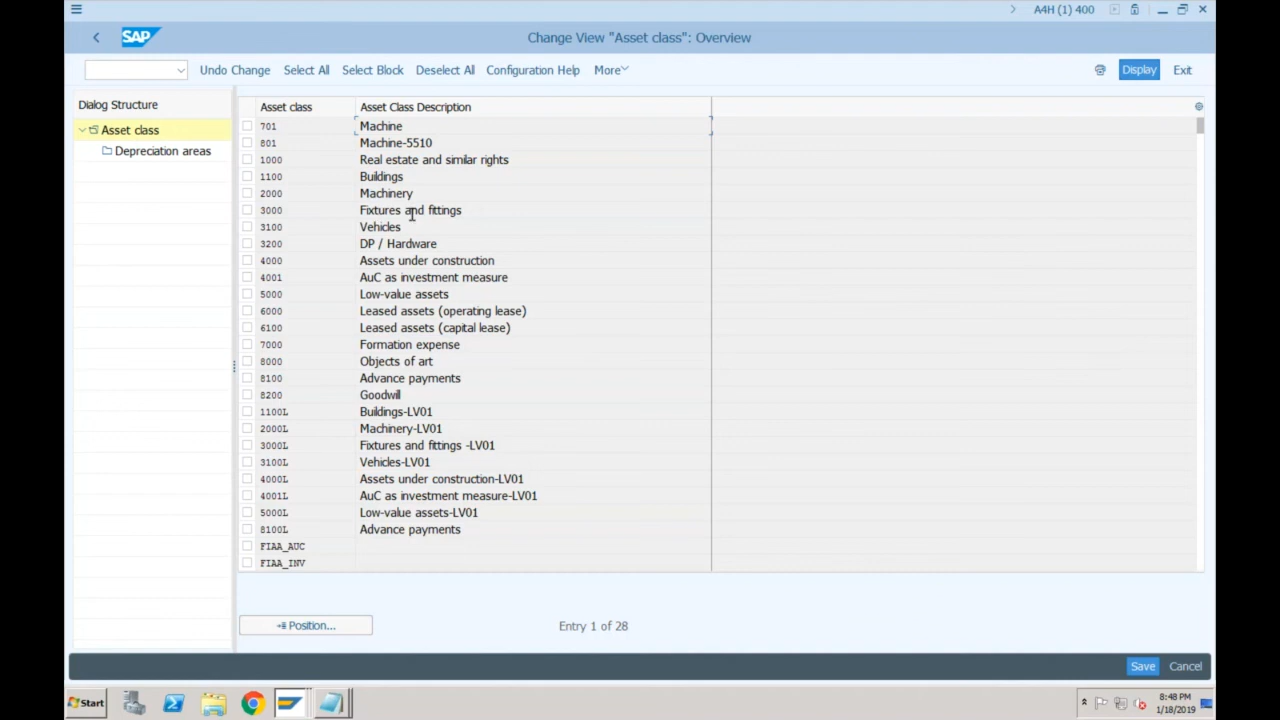 A4H (1) 400
SAP
Change View "Asset class": Overview
Undo Change Select All Select Block Deselect All Configuration Help More Display Exit
Dialog Structure
Asset class
Depreciation areas
Asset class Asset Class Description
701 Machine
801 Machine-5510
1000 Real estate and similar rights
1100 Buildings
2000 Machinery
3000 Fixtures and fittings
3100 Vehicles
3200 DP / Hardware
4000 Assets under construction
4001 AuC as investment measure
5000 Low-value assets
6000 Leased assets (operating lease)
6100 Leased assets (capital lease)
7000 Formation expense
8000 Objects of art
8100 Advance payments
8200 Goodwill
1100L Buildings-LV01
2000L Machinery-LV01
3000L Fixtures and fittings -LV01
3100L Vehicles-LV01
4000L Assets under construction-LV01
4001L AuC as investment measure-LV01
5000L Low-value assets-LV01
8100L Advance payments
FIAA_AUC
FIAA_INV
Position... Entry 1 of 28
Save Cancel
Start
8:48 PM
1/18/2019